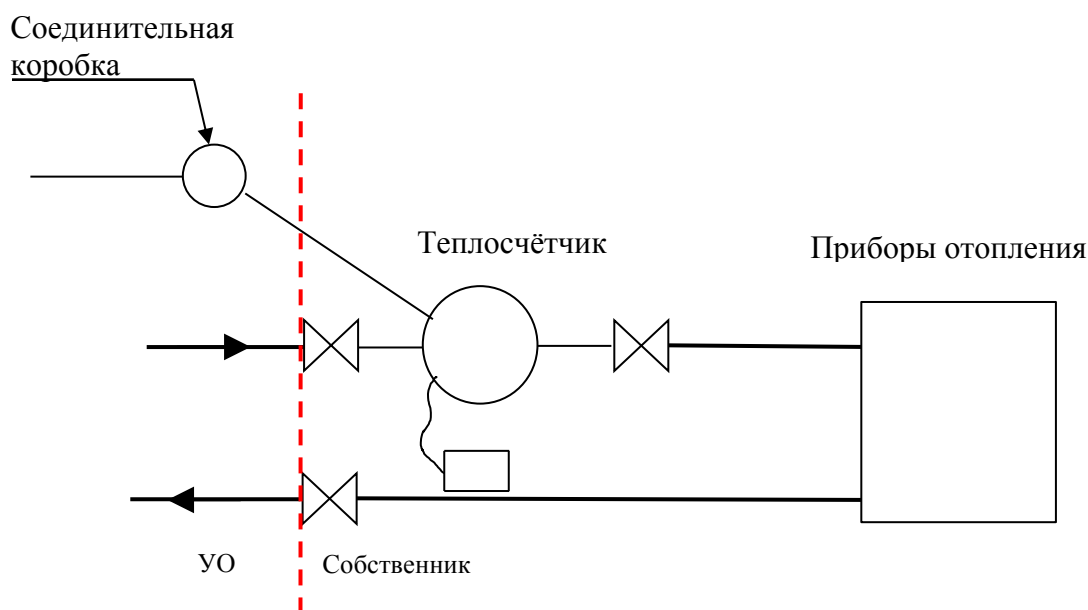 Соединительная
коробка
Теплосчётчик
Приборы отопления
УО
Собственник